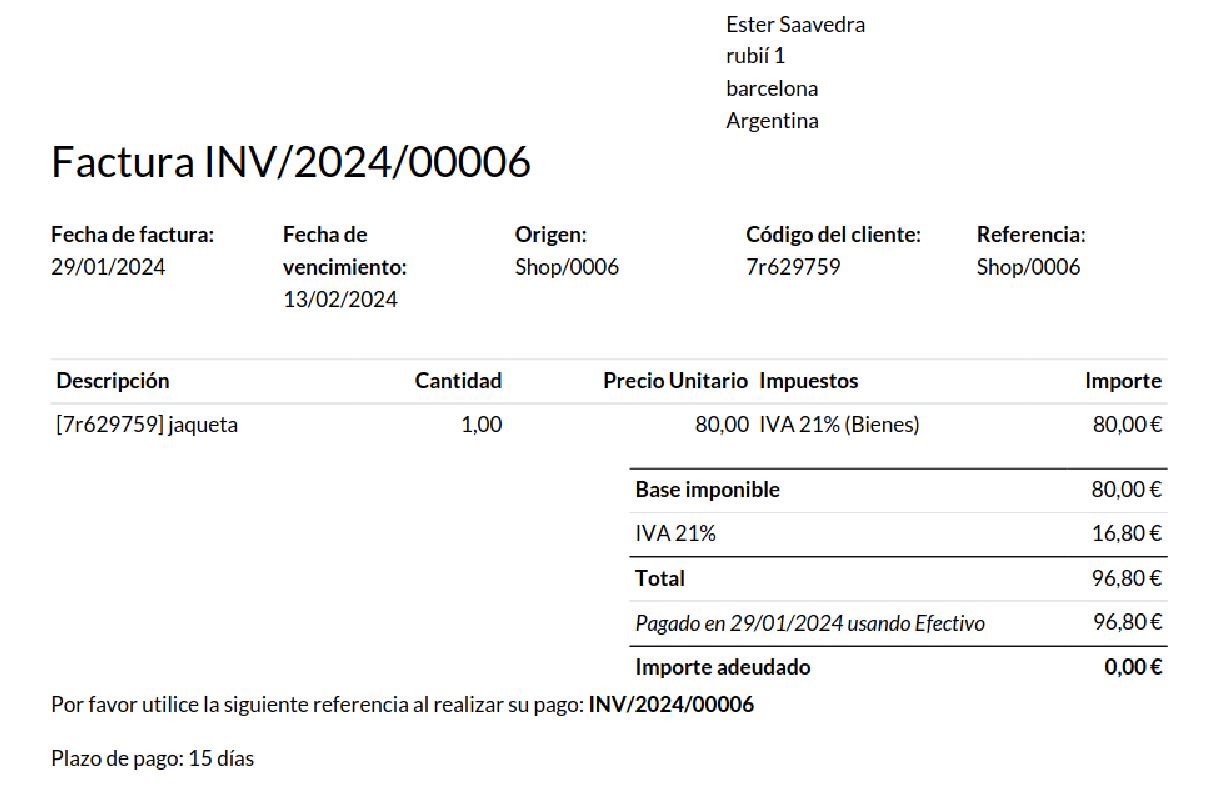 Ester Saavedra
rubií 1
barcelona
Argentina
Factura INV/2024/00006
Fecha de factura: Fecha de Origen: Código del cliente: Referencia:
29/01/2024 vencimiento: Shop/0006 7r629759 Shop/0006
13/02/2024
Descripción Cantidad Precio Unitario Impuestos Importe
[7r629759] jaqueta 1,00 80,00 IVA 21% (Bienes) 80,00 €
Base imponible 80,00 €
IVA 21% 16,80 €
Total 96,80 €
Pagado en 29/01/2024 usando Efectivo 96,80 €
Importe adeudado 0,00 €
Por favor utilice la siguiente referencia al realizar su pago: INV/2024/00006
Plazo de pago: 15 días